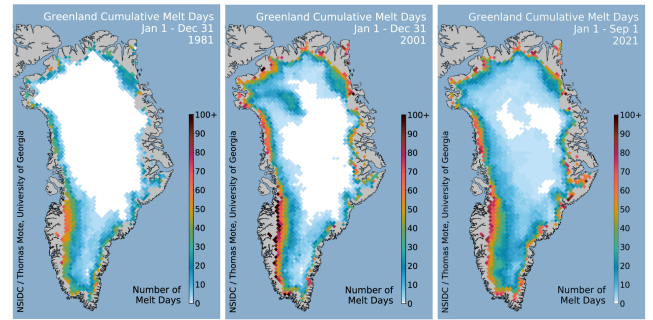 Greenland Cumulative Melt Days
Jan 1 - Dec 31
1981
NSIDC / Thomas Mote, University of Georgia
100+
90
80
70
60
50
40
30
20
10
0
Number of
Melt Days
Greenland Cumulative Melt Days
Jan 1 - Dec 31
2001
NSIDC / Thomas Mote, University of Georgia
100+
90
80
70
60
50
40
30
20
10
0
Number of
Melt Days
Greenland Cumulative Melt Days
Jan 1 - Sep 1
2021
NSIDC / Thomas Mote, University of Georgia
100+
90
80
70
60
50
40
30
20
10
0
Number of
Melt Days